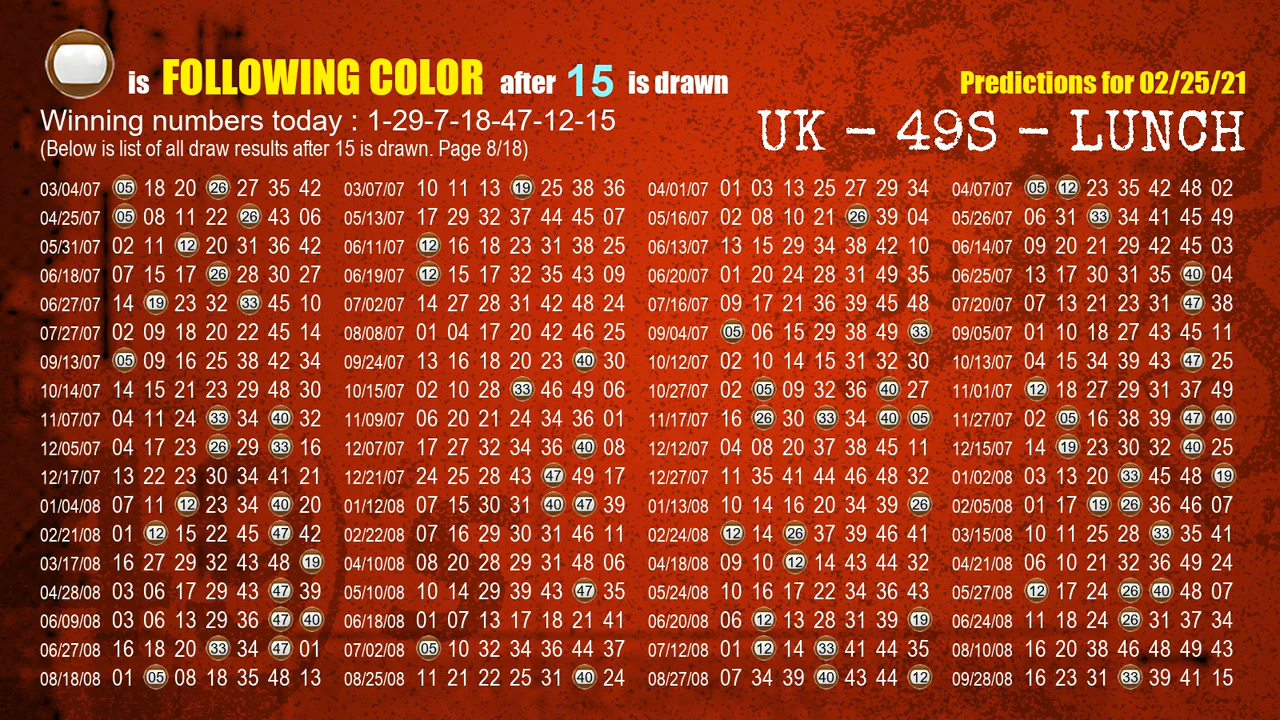 is FOLLOWING COLOR after 15 is drawn
Predictions for 02/25/21
Winning numbers today : 1-29-7-18-47-12-15
UK - 49S - LUNCH
(Below is list of all draw results after 15 is drawn. Page 8/18)
03/04/07 05 18 20 26 27 35 42 03/07/07 10 11 13 19 25 38 36 04/01/07 01 03 13 25 27 29 34 04/07/07 05 12 23 35 42 48 02
04/25/07 05 08 11 22 26 43 06 05/13/07 17 29 32 37 44 45 07 05/16/07 02 08 10 21 26 39 04 05/26/07 06 31 33 34 41 45 49
05/31/07 02 11 12 20 31 36 42 06/11/07 12 16 18 23 31 38 25 06/13/07 13 15 29 34 38 42 10 06/14/07 09 20 21 29 42 45 03
06/18/07 07 15 17 26 28 30 27 06/19/07 12 15 17 32 35 43 09 06/20/07 01 20 24 28 31 49 35 06/25/07 13 17 30 31 35 40 04
06/27/07 14 19 23 32 33 45 10 07/02/07 14 27 28 31 42 48 24 07/16/07 09 17 21 36 39 45 48 07/20/07 07 13 21 23 31 47 38
07/27/07 02 09 18 20 22 45 14 08/08/07 01 04 17 20 42 46 25 09/04/07 05 06 15 29 38 49 33 09/05/07 01 10 18 27 43 45 11
09/13/07 05 09 16 25 38 42 34 09/24/07 13 16 18 20 23 40 30 10/12/07 02 10 14 15 31 32 30 10/13/07 04 15 34 39 43 47 25
10/14/07 14 15 21 23 29 48 30 10/15/07 02 10 28 33 46 49 06 10/27/07 02 05 09 32 36 40 27 11/01/07 12 18 27 29 31 37 49
11/07/07 04 11 24 33 34 40 32 11/09/07 06 20 21 24 34 36 01 11/17/07 16 26 30 33 34 40 05 11/27/07 02 05 16 38 39 47 40
12/05/07 04 17 23 26 29 33 16 12/07/07 17 27 32 34 36 40 08 12/12/07 04 08 20 37 38 45 11 12/15/07 14 19 23 30 32 40 25
12/17/07 13 22 23 30 34 41 21 12/21/07 24 25 28 43 47 49 17 12/27/07 11 35 41 44 46 48 32 01/02/08 03 13 20 33 45 48 19
01/04/08 07 11 12 23 34 40 20 01/12/08 07 15 30 31 40 47 39 01/13/08 10 14 16 20 34 39 26 02/05/08 01 17 19 26 36 46 07
02/21/08 01 12 15 22 45 47 42 02/22/08 07 16 29 30 31 46 11 02/24/08 12 14 26 37 39 46 41 03/15/08 10 11 25 28 33 35 41
03/17/08 16 27 29 32 43 48 19 04/10/08 08 20 28 29 31 48 06 04/18/08 09 10 12 14 43 44 32 04/21/08 06 10 21 32 36 49 24
04/28/08 03 06 17 29 43 47 39 05/10/08 10 14 29 39 43 47 35 05/24/08 10 16 17 22 34 36 43 05/27/08 12 17 24 26 40 48 07
06/09/08 03 06 13 29 36 47 40 06/18/08 01 07 13 17 18 21 41 06/20/08 06 12 13 28 31 39 19 06/24/08 11 18 24 26 31 37 34
06/27/08 16 18 20 33 34 47 01 07/02/08 05 10 32 34 36 44 37 07/12/08 01 12 14 33 41 44 35 08/10/08 16 20 38 46 48 49 43
08/18/08 01 05 08 18 35 48 13 08/25/08 11 21 22 25 31 40 24 08/27/08 07 34 39 40 43 44 12 09/28/08 16 23 31 33 39 41 15